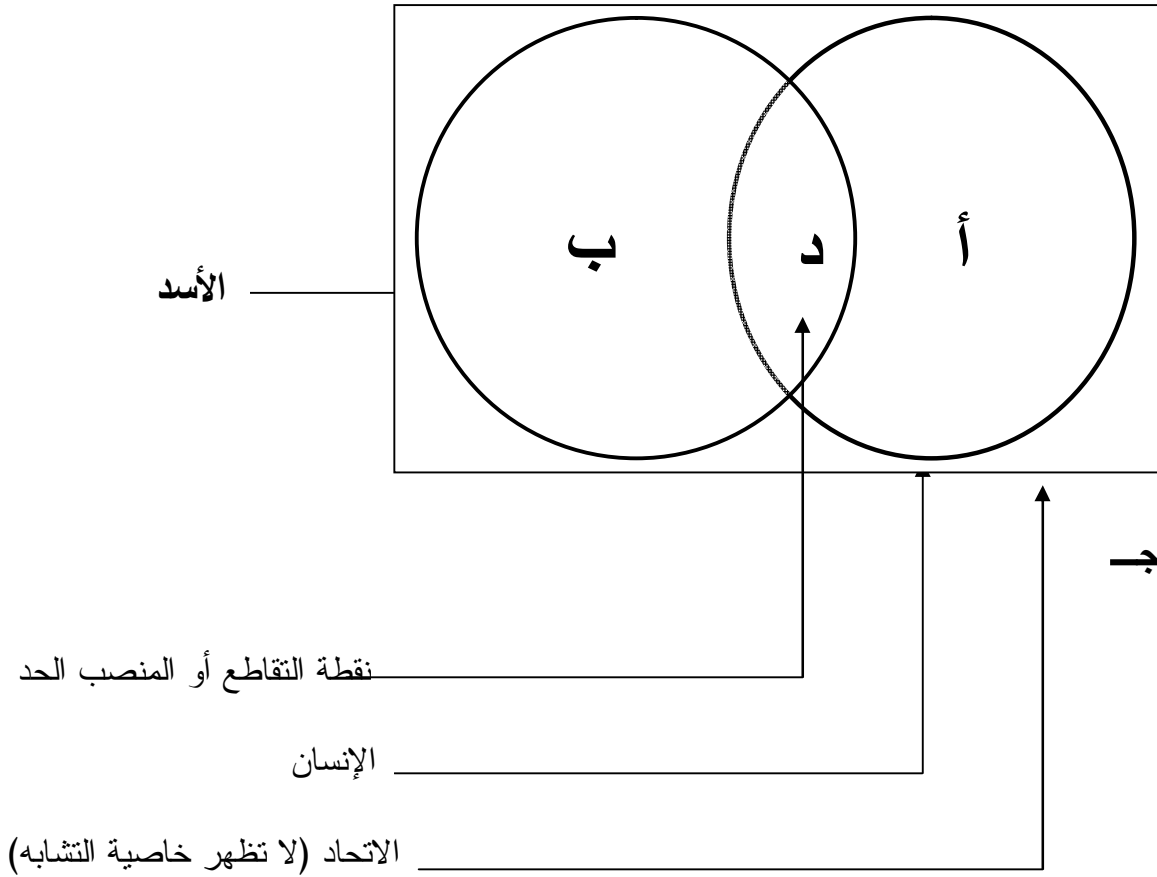 أ
د
ب
الأسد
جـ
نقطة التقاطع أو المنصب الحد
الإنسان
الاتحاد (لا تظهر خاصية التشابه)